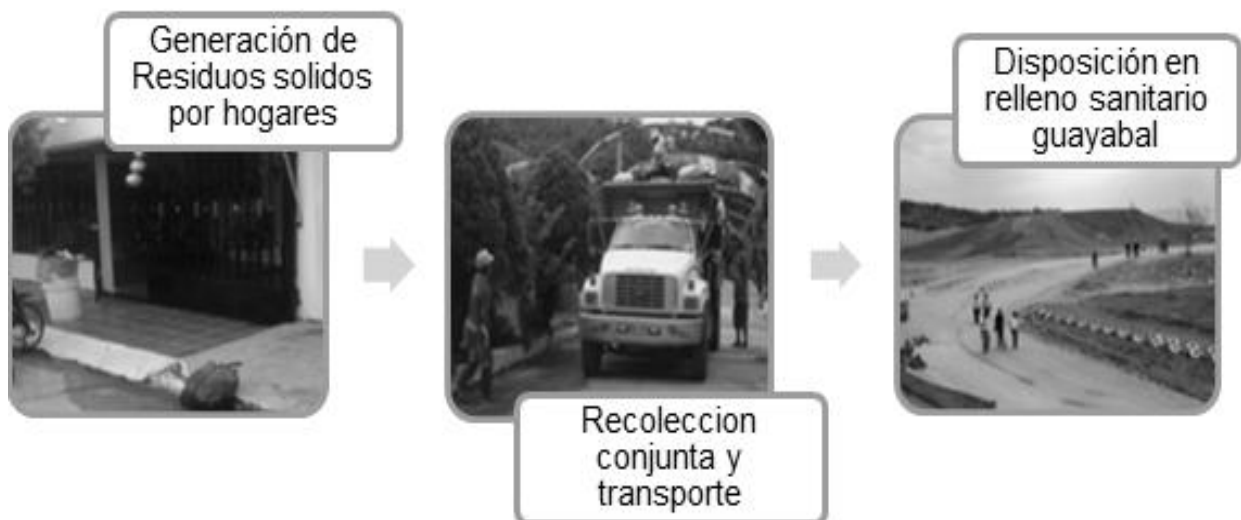 Generación de
Residuos solidos
por hogares
Recoleccion
conjunta y
transporte
Disposición en
relleno sanitario
guayabal